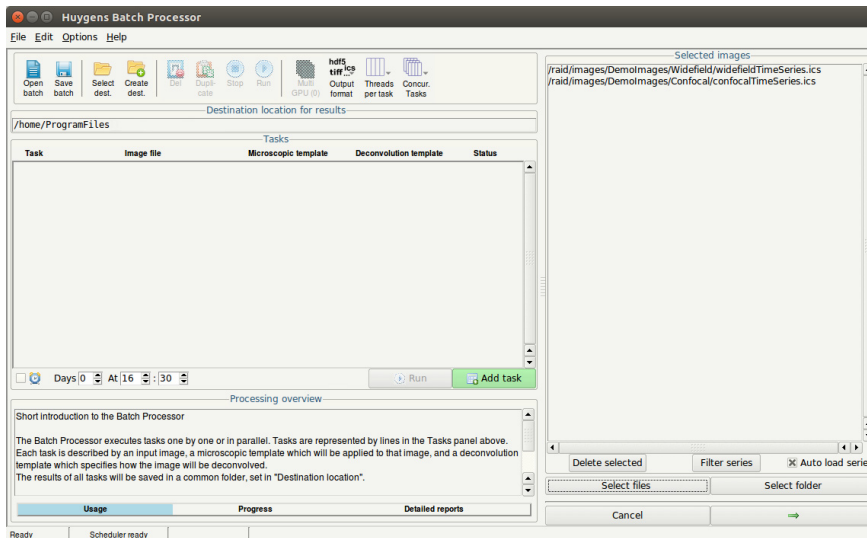 Huygens Batch Processor
File Edit Options Help
Open batch
Save batch
Select dest.
Create dest.
Del
Dupli-cate
Stop
Run
Multi GPU (0)
hdf5 tiff... ics
Output format
Threads per task
Concur. Tasks
Destination location for results
/home/ProgramFiles
Tasks
Task Image file Microscopic template Deconvolution template Status
Days 0 At 16 : 30 Run Add task
Processing overview
Short introduction to the Batch Processor
The Batch Processor executes tasks one by one or in parallel. Tasks are represented by lines in the Tasks panel above.
Each task is described by an input image, a microscopic template which will be applied to that image, and a deconvolution
template which specifies how the image will be deconvolved.
The results of all tasks will be saved in a common folder, set in "Destination location".
Usage Progress Detailed reports
Ready Scheduler ready
Selected images
/raid/images/DemoImages/Widefield/widefieldTimeSeries.ics
/raid/images/DemoImages/Confocal/confocalTimeSeries.ics
Delete selected Filter series Auto load serie
Select files Select folder
Cancel